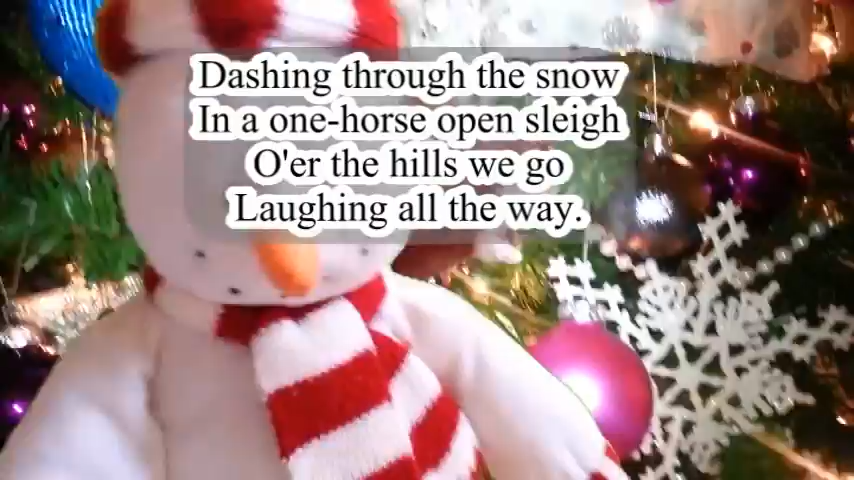 Dashing through the snow
In a one-horse open sleigh
O'er the hills we go
Laughing all the way.